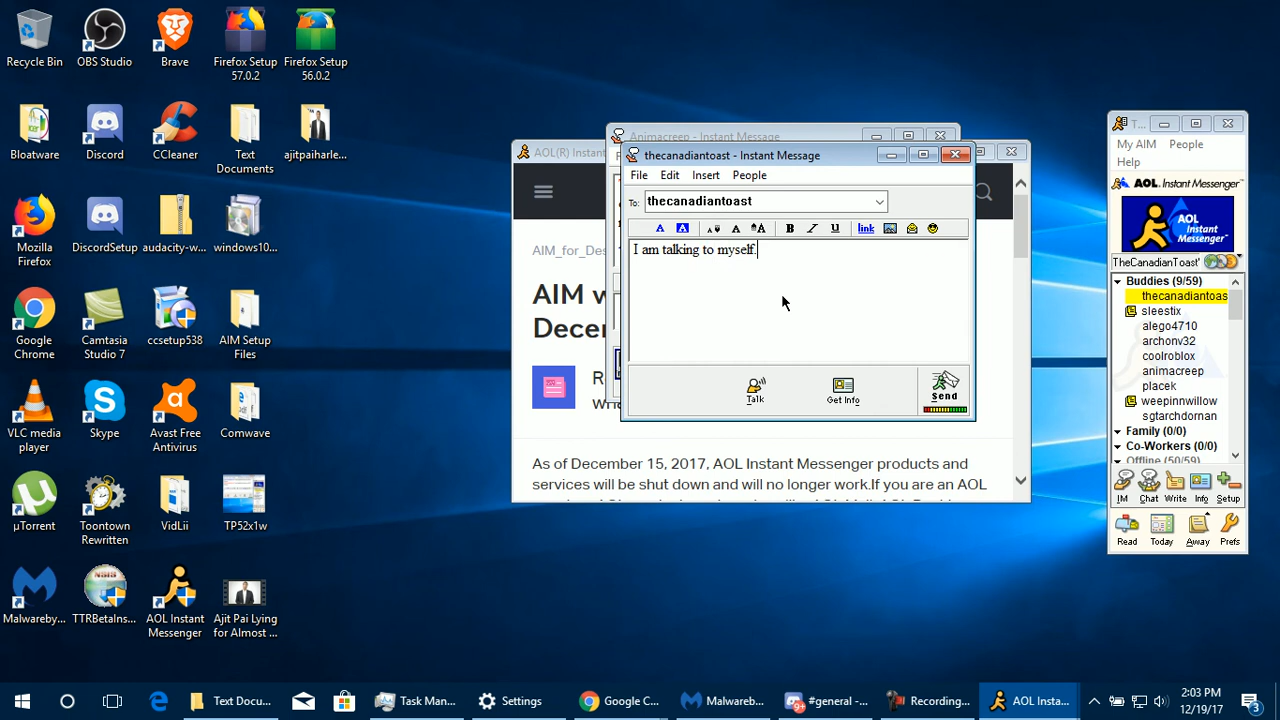 Recycle Bin
OBS Studio
Brave
Firefox Setup
57.0.2
Firefox Setup
56.0.2
Bloatware
Discord
CCleaner
Text
Documents
ajitpaiharle...
Mozilla
Firefox
DiscordSetup
audacity-w...
windows10...
Google
Chrome
Camtasia
Studio 7
ccsetup538
AIM Setup
Files
VLC media
player
Skype
Avast Free
Antivirus
Comwave
µTorrent
Toontown
Rewritten
VidLii
TP52x1w
Malwareby...
TTRBetaIns...
AOL Instant
Messenger
Ajit Pai Lying
for Almost ...
Animacreep - Instant Message
AOL(R) Instant
AIM_for_Des
AIM w
Decem
As of December 15, 2017, AOL Instant Messenger products and
services will be shut down and will no longer work.If you are an AOL
thecanadiantoast - Instant Message
File Edit Insert People
To: thecanadiantoast
A A A A A B I U link
I am talking to myself.
Talk
Get Info
Send
T...
My AIM People
Help
AOL Instant Messenger
AOL
Instant
Messenger
TheCanadianToast'
Buddies (9/59)
thecanadiantoas
sleestix
alego4710
archonv32
coolroblox
animacreep
placek
weepinnwillow
sgtarchdornan
Family (0/0)
Co-Workers (0/0)
Offline (50/59)
IM Chat Write Info Setup
Read Today Away Prefs
Text Docu...
Task Man...
Settings
Google C...
Malwareb...
#general -...
Recording...
AOL Insta...
2:03 PM
12/19/17
3